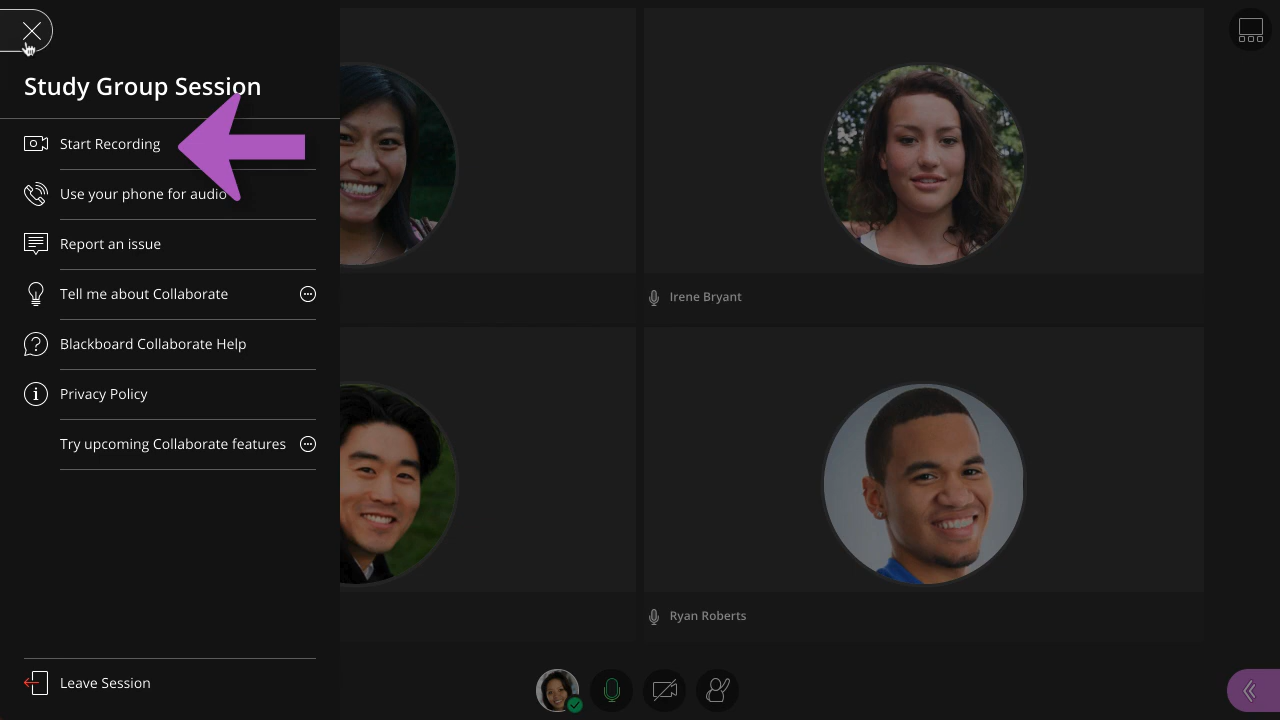 Study Group Session
Start Recording
Use your phone for audio
Report an issue
Tell me about Collaborate
Blackboard Collaborate Help
Privacy Policy
Try upcoming Collaborate features
Leave Session
Irene Bryant
Ryan Roberts